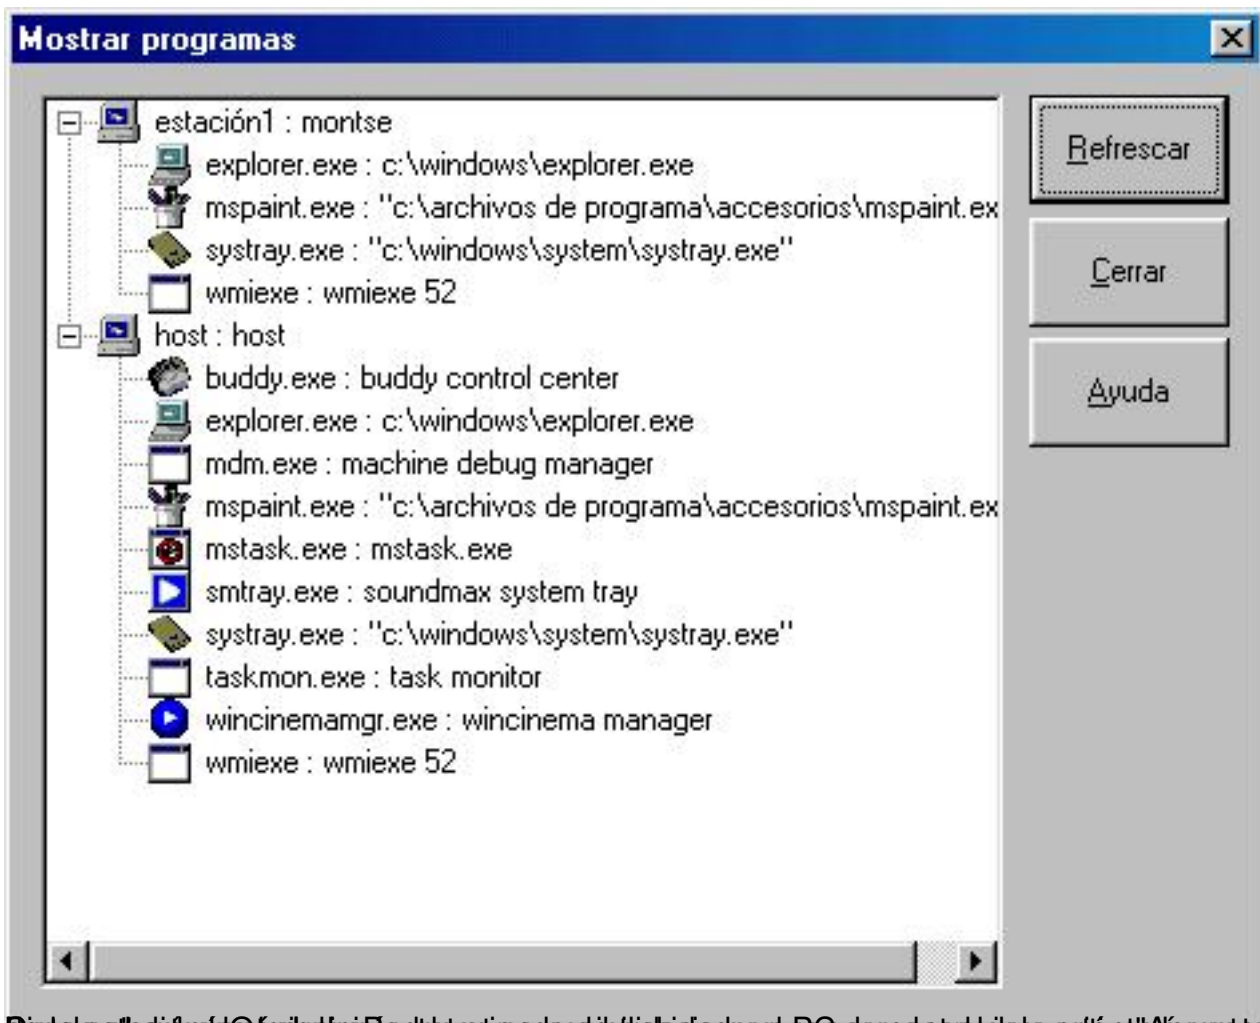 Mostrar programas
estación1 : montse
explorer.exe : c:\windows\explorer.exe
mspaint.exe : "c:\archivos de programa\accesorios\mspaint.ex
systray.exe : "c:\windows\system\systray.exe"
wmiexe : wmiexe 52
host : host
buddy.exe : buddy control center
explorer.exe : c:\windows\explorer.exe
mdm.exe : machine debug manager
mspaint.exe : "c:\archivos de programa\accesorios\mspaint.ex
mstask.exe : mstask.exe
smtray.exe : soundmax system tray
systray.exe : "c:\windows\system\systray.exe"
taskmon.exe : task monitor
wincinemamgr.exe : wincinema manager
wmiexe : wmiexe 52
Refrescar
Cerrar
Ayuda